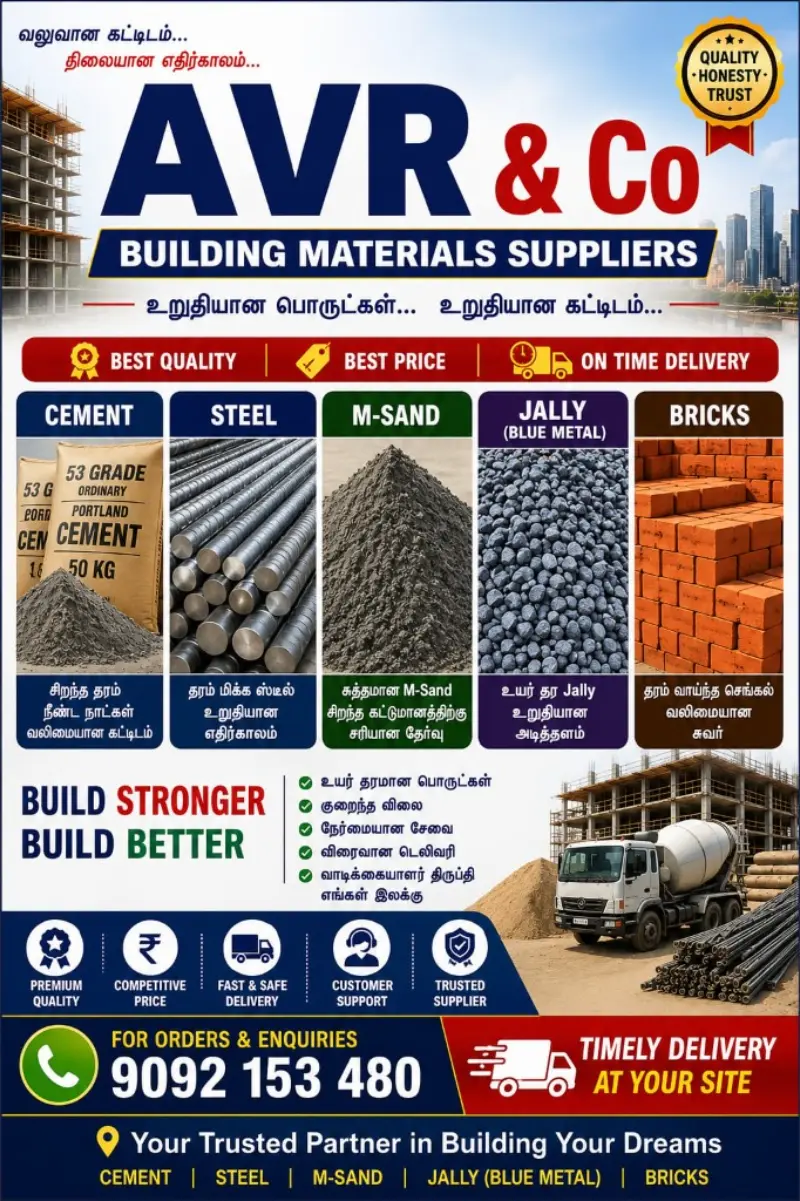 வலுவான கட்டிடம்...
திலையான எதிர்காலம்...
QUALITY
·HONESTY·
TRUST
AVR & Co
BUILDING MATERIALS SUPPLIERS
உறுதியான பொருட்கள்... உறுதியான கட்டிடம்...
BEST QUALITY
BEST PRICE
ON TIME DELIVERY
CEMENT
53 GRADE
ORDINARY
PORTLAND
CEMENT
50 KG
53 G
CEM
சிறந்த தரம்
நீண்ட நாட்கள்
வலிமையான கட்டிடம்
STEEL
தரம் மிக்க ஸ்டீல்
உறுதியான
எதிர்காலம்
M-SAND
சுத்தமான M-Sand
சிறந்த கட்டுமானத்திற்கு
சரியான தேர்வு
JALLY
(BLUE METAL)
உயர் தர Jally
உறுதியான
அடித்தளம்
BRICKS
தரம் வாய்ந்த செங்கல்
வலிமையான
சுவர்
BUILD STRONGER
BUILD BETTER
உயர் தரமான பொருட்கள்
குறைந்த விலை
நேர்மையான சேவை
விரைவான டெலிவரி
வாடிக்கையாளர் திருப்தி
எங்கள் இலக்கு
PREMIUM
QUALITY
COMPETITIVE
PRICE
FAST & SAFE
DELIVERY
CUSTOMER
SUPPORT
TRUSTED
SUPPLIER
FOR ORDERS & ENQUIRIES
9092 153 480
TIMELY DELIVERY
AT YOUR SITE
Your Trusted Partner in Building Your Dreams
CEMENT | STEEL | M-SAND | JALLY (BLUE METAL) | BRICKS